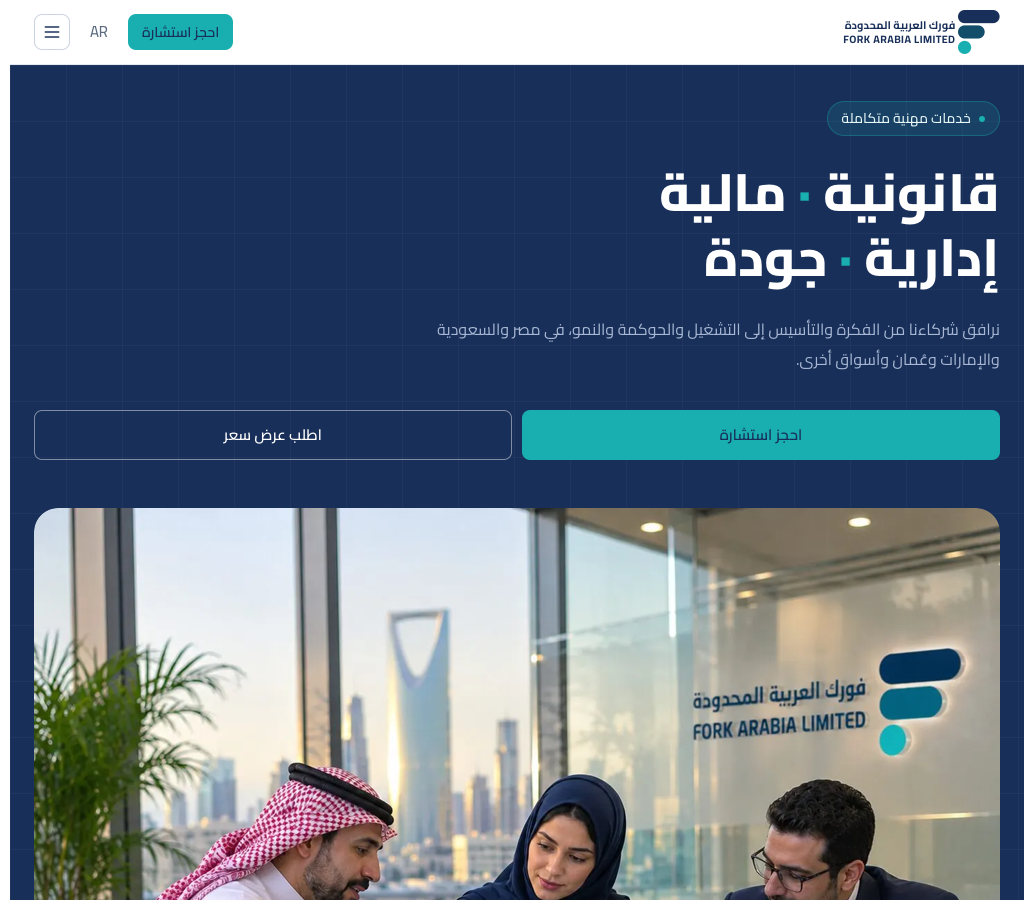 فورك العربية المحدودة
FORK ARABIA LIMITED
احجز استشارة
AR
خدمات مهنية متكاملة
قانونية · مالية
إدارية · جودة
نرافق شركاءنا من الفكرة والتأسيس إلى التشغيل والحوكمة والنمو، في مصر والسعودية
والإمارات وعُمان وأسواق أخرى.
احجز استشارة
اطلب عرض سعر
فورك العربية المحدودة
FORK ARABIA LIMITED